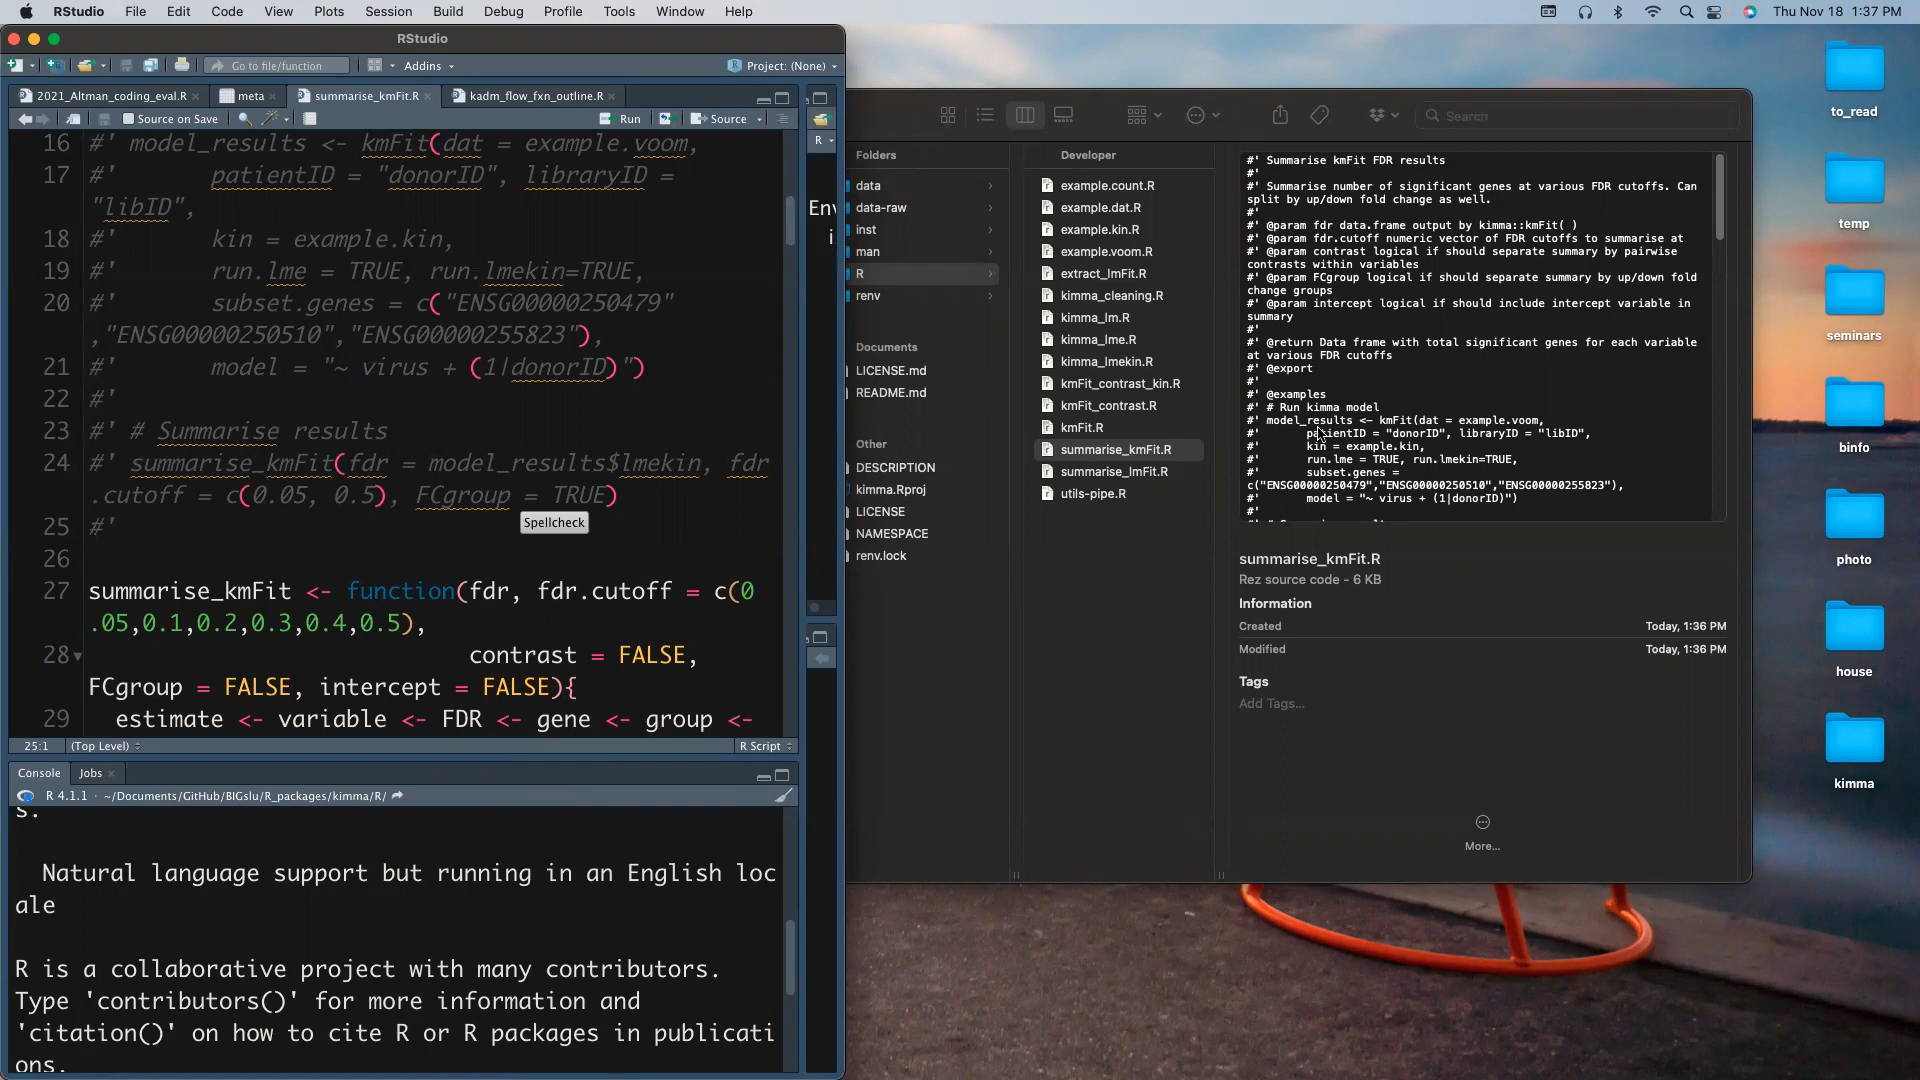 RStudio File Edit Code View Plots Session Build Debug Profile Tools Window Help
Thu Nov 18 1:37 PM
RStudio
Go to file/function
Addins
Project: (None)
2021_Altman_coding_eval.R
meta
summarise_kmFit.R
kadm_flow_fxn_outline.R
Source on Save
Run
Source
16 #' model_results <- kmFit(dat = example.voom,
17 #'       patientID = "donorID", libraryID =
"libID",
18 #'       kin = example.kin,
19 #'       run.lme = TRUE, run.lmekin=TRUE,
20 #'       subset.genes = c("ENSG00000250479"
,"ENSG00000250510","ENSG00000255823"),
21 #'       model = "~ virus + (1|donorID)")
22 #'
23 #' # Summarise results
24 #' summarise_kmFit(fdr = model_results$lmekin, fdr
.cutoff = c(0.05, 0.5), FCgroup = TRUE)
25 #'
Spellcheck
26
27 summarise_kmFit <- function(fdr, fdr.cutoff = c(0
.05,0.1,0.2,0.3,0.4,0.5),
28                             contrast = FALSE,
FCgroup = FALSE, intercept = FALSE){
29   estimate <- variable <- FDR <- gene <- group <-
25:1 (Top Level)
R Script
Console Jobs
R 4.1.1 · ~/Documents/GitHub/BIGslu/R_packages/kimma/R/
s.
Natural language support but running in an English loc
ale
R is a collaborative project with many contributors.
Type 'contributors()' for more information and
'citation()' on how to cite R or R packages in publicati
ons.
R
Env
i
Search
Folders
data
data-raw
inst
man
R
renv
Documents
LICENSE.md
README.md
Other
DESCRIPTION
kimma.Rproj
LICENSE
NAMESPACE
renv.lock
Developer
example.count.R
example.dat.R
example.kin.R
example.voom.R
extract_lmFit.R
kimma_cleaning.R
kimma_lm.R
kimma_lme.R
kimma_lmekin.R
kmFit_contrast_kin.R
kmFit_contrast.R
kmFit.R
summarise_kmFit.R
summarise_lmFit.R
utils-pipe.R
#' Summarise kmFit FDR results
#'
#' Summarise number of significant genes at various FDR cutoffs. Can
split by up/down fold change as well.
#'
#' @param fdr data.frame output by kimma::kmFit( )
#' @param fdr.cutoff numeric vector of FDR cutoffs to summarise at
#' @param contrast logical if should separate summary by pairwise
contrasts within variables
#' @param FCgroup logical if should separate summary by up/down fold
change groups
#' @param intercept logical if should include intercept variable in
summary
#'
#' @return Data frame with total significant genes for each variable
at various FDR cutoffs
#' @export
#'
#' @examples
#' # Run kimma model
#' model_results <- kmFit(dat = example.voom,
#'       patientID = "donorID", libraryID = "libID",
#'       kin = example.kin,
#'       run.lme = TRUE, run.lmekin=TRUE,
#'       subset.genes =
c("ENSG00000250479","ENSG00000250510","ENSG00000255823"),
#'       model = "~ virus + (1|donorID)")
#'
summarise_kmFit.R
Rez source code - 6 KB
Information
Created Today, 1:36 PM
Modified Today, 1:36 PM
Tags
Add Tags...
More...
to_read
temp
seminars
binfo
photo
house
kimma